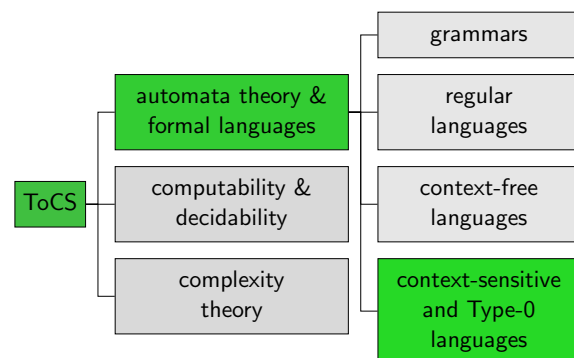 ToCS
automata theory &
formal languages
computability &
decidability
complexity
theory
grammars
regular
languages
context-free
languages
context-sensitive
and Type-0
languages